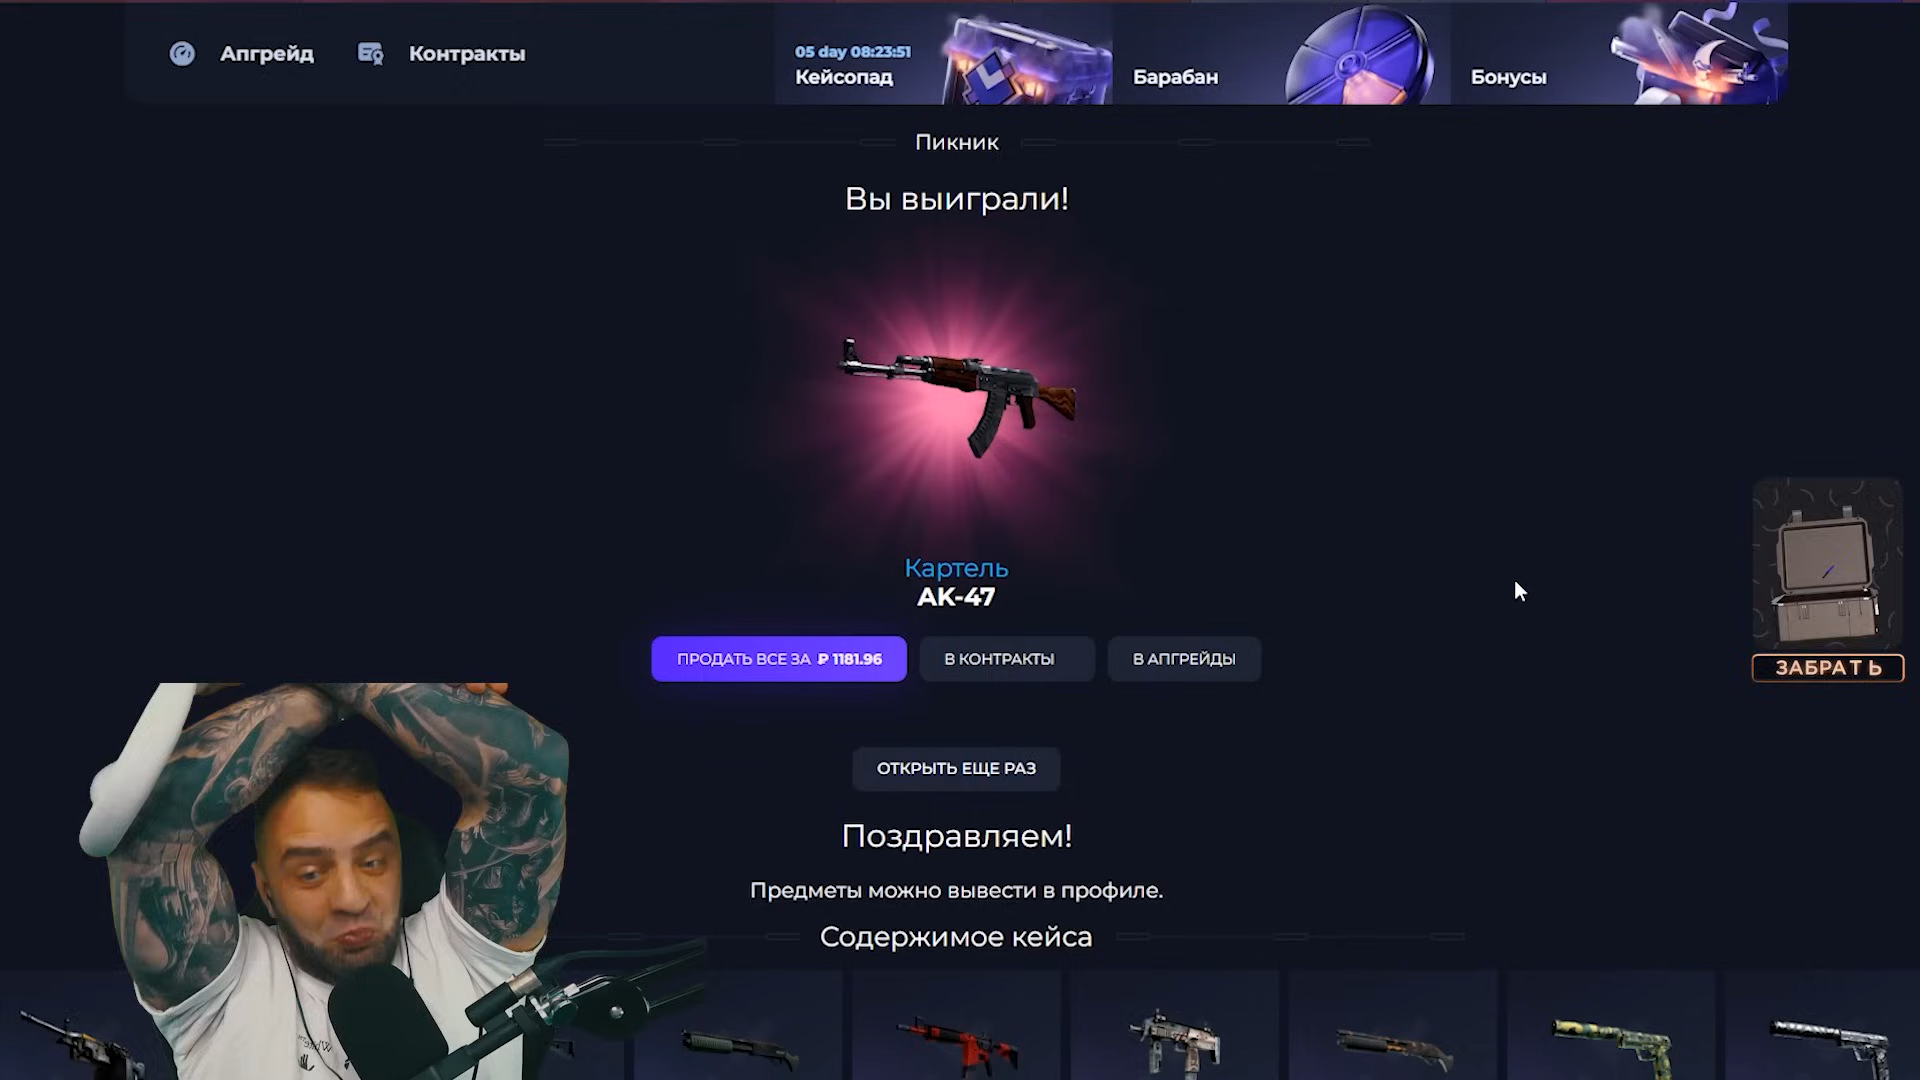 Апгрейд
Контракты
05 day 08:23:51
Кейсопад
Барабан
Бонусы
Пикник
Вы выиграли!
Картель
AK-47
ПРОДАТЬ ВСЕ ЗА ₽ 1181.96
В КОНТРАКТЫ
В АПГРЕЙДЫ
ЗАБРАТЬ
ОТКРЫТЬ ЕЩЕ РАЗ
Поздравляем!
Предметы можно вывести в профиле.
Содержимое кейса